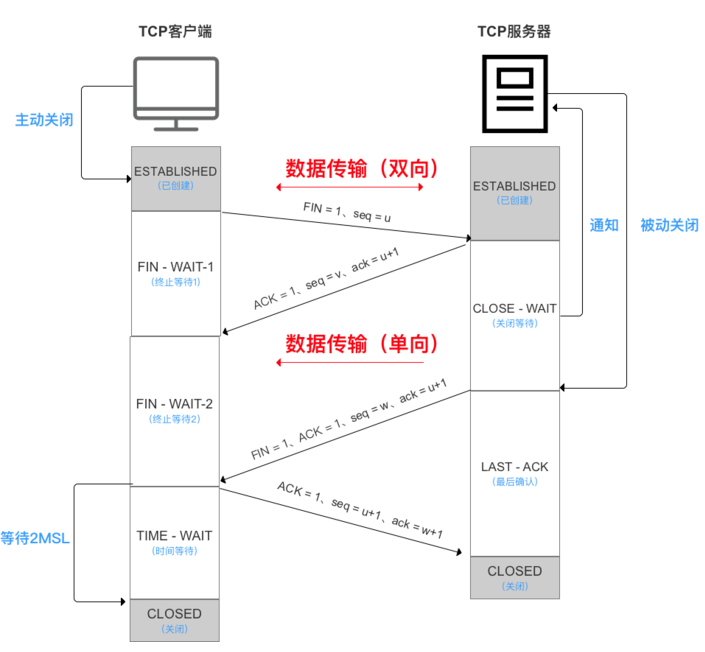 TCP客户端
TCP服务器
主动关闭
ESTABLISHED
(已创建)
数据传输（双向）
ESTABLISHED
(已创建)
FIN = 1、seq = u
通知
被动关闭
FIN - WAIT-1
(终止等待1)
ACK = 1、seq = v、ack = u+1
CLOSE - WAIT
(关闭等待)
数据传输（单向）
FIN - WAIT-2
(终止等待2)
FIN = 1、ACK = 1、seq = w、ack = u+1
LAST - ACK
(最后确认)
ACK = 1、seq = u+1、ack = w+1
等待2MSL
TIME - WAIT
(时间等待)
CLOSED
(关闭)
CLOSED
(关闭)